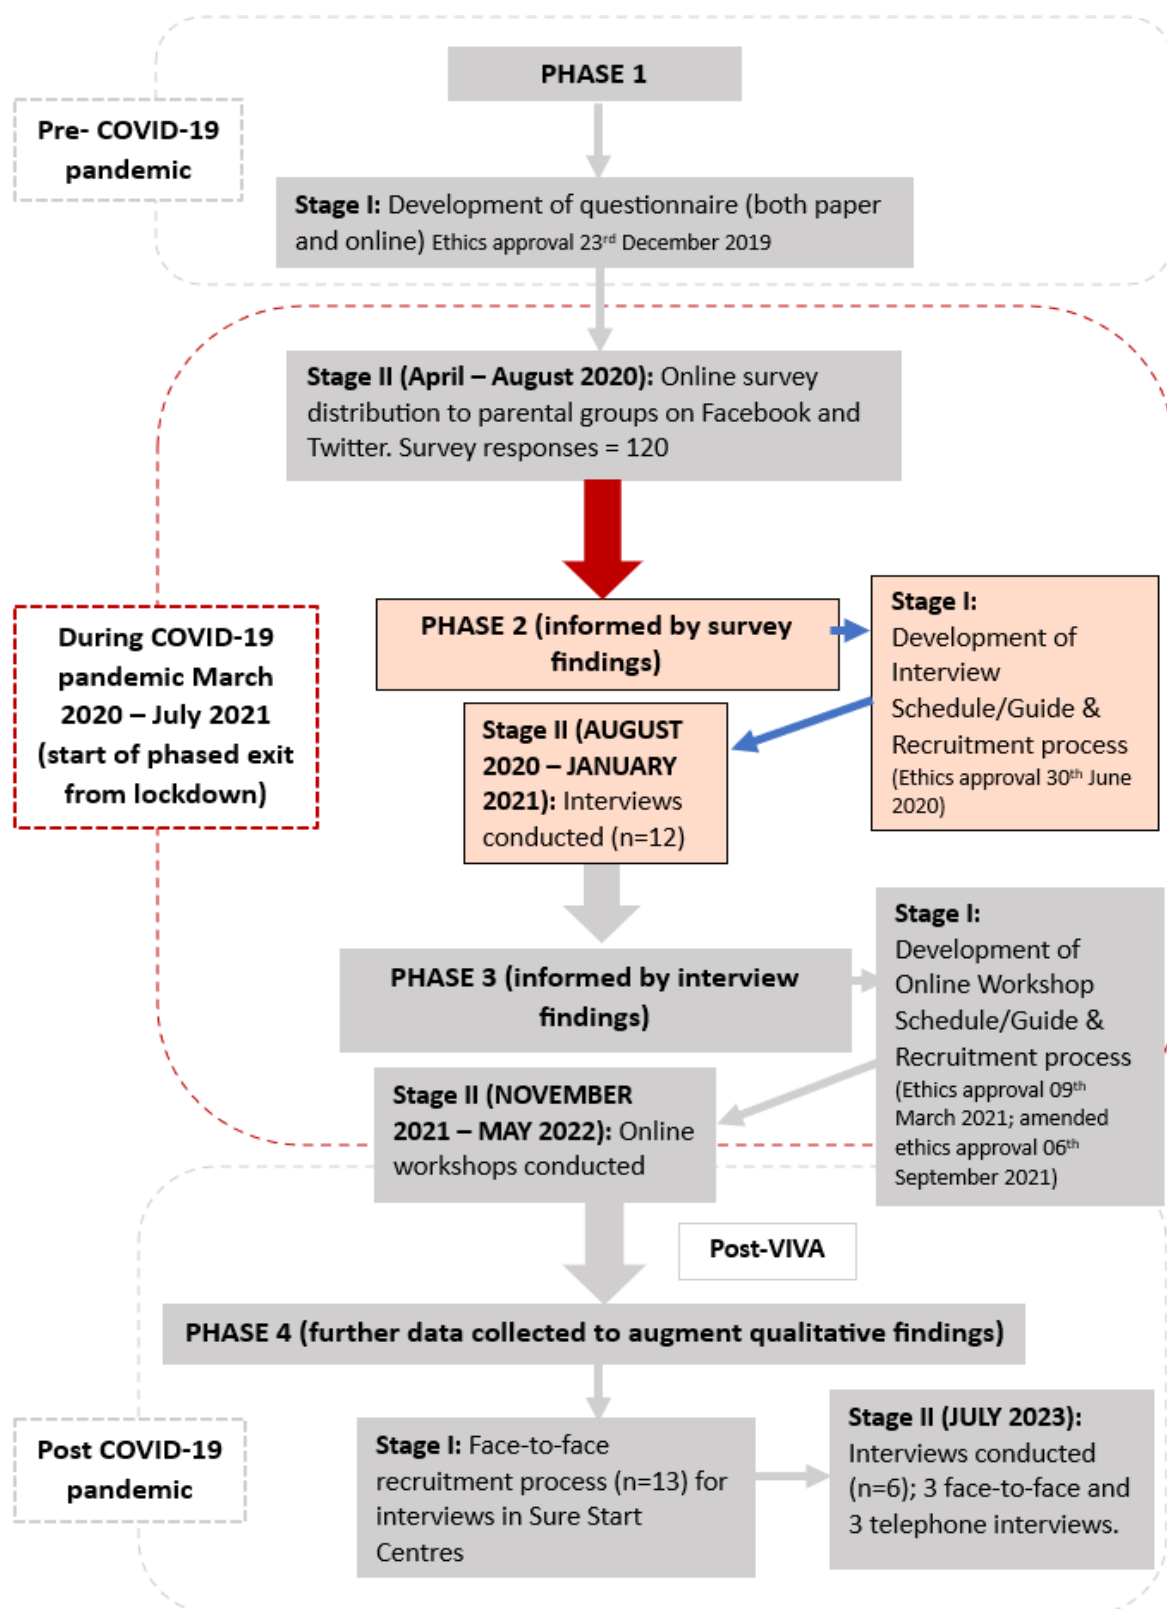 PHASE 1
Pre- COVID-19
pandemic
Stage I: Development of questionnaire (both paper
and online) Ethics approval 23rd December 2019
Stage II (April – August 2020): Online survey
distribution to parental groups on Facebook and
Twitter. Survey responses = 120
During COVID-19
pandemic March
2020 – July 2021
(start of phased exit
from lockdown)
PHASE 2 (informed by survey
findings)
Stage I:
Development of
Interview
Schedule/Guide &
Recruitment process
(Ethics approval 30th June
2020)
Stage II (AUGUST
2020 – JANUARY
2021): Interviews
conducted (n=12)
PHASE 3 (informed by interview
findings)
Stage I:
Development of
Online Workshop
Schedule/Guide &
Recruitment process
(Ethics approval 09th
March 2021; amended
ethics approval 06th
September 2021)
Stage II (NOVEMBER
2021 – MAY 2022): Online
workshops conducted
Post-VIVA
PHASE 4 (further data collected to augment qualitative findings)
Post COVID-19
pandemic
Stage I: Face-to-face
recruitment process (n=13) for
interviews in Sure Start
Centres
Stage II (JULY 2023):
Interviews conducted
(n=6); 3 face-to-face and
3 telephone interviews.